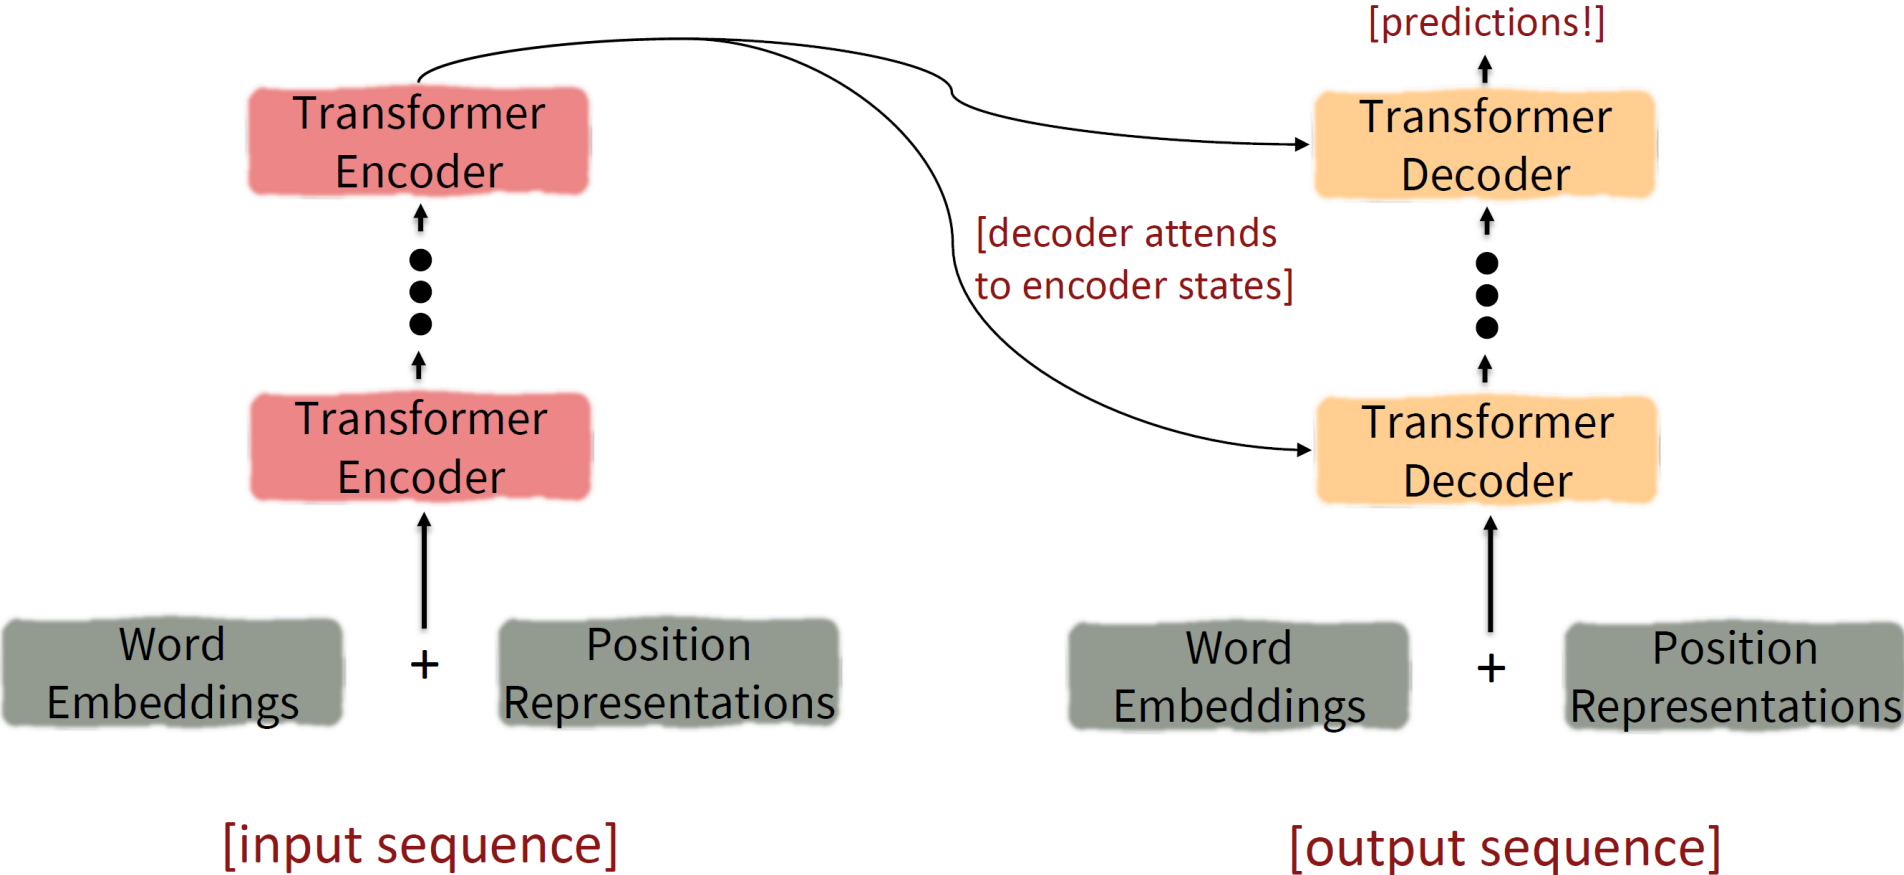 [predictions!]
Transformer
Encoder
Transformer
Decoder
[decoder attends
to encoder states]
Transformer
Encoder
Transformer
Decoder
Word
Embeddings
+
Position
Representations
Word
Embeddings
+
Position
Representations
[input sequence]
[output sequence]